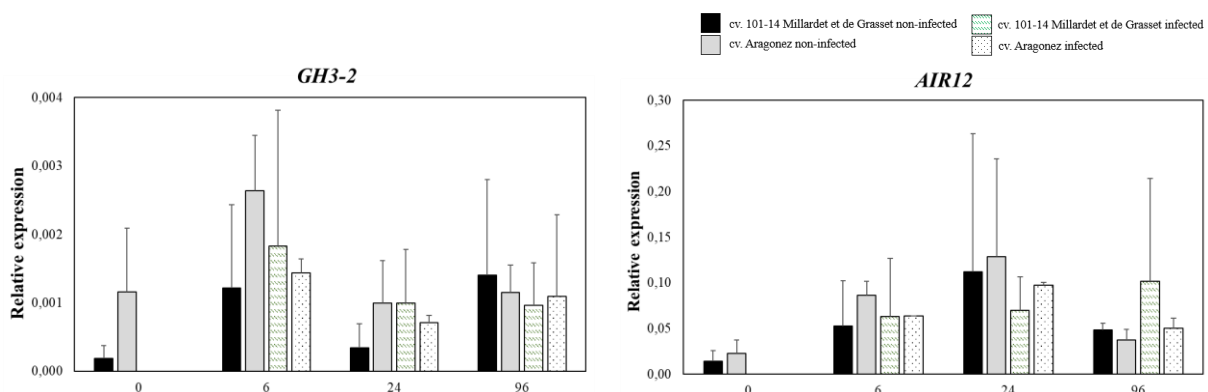 cv. 101-14 Millardet et de Grasset non-infected
cv. 101-14 Millardet et de Grasset infected
cv. Aragonez non-infected
cv. Aragonez infected
GH3-2
0,004
0,003
0,002
0,001
0,000
Relative expression
0
6
24
96
AIR12
0,30
0,25
0,20
0,15
0,10
0,05
0,00
Relative expression
0
6
24
96